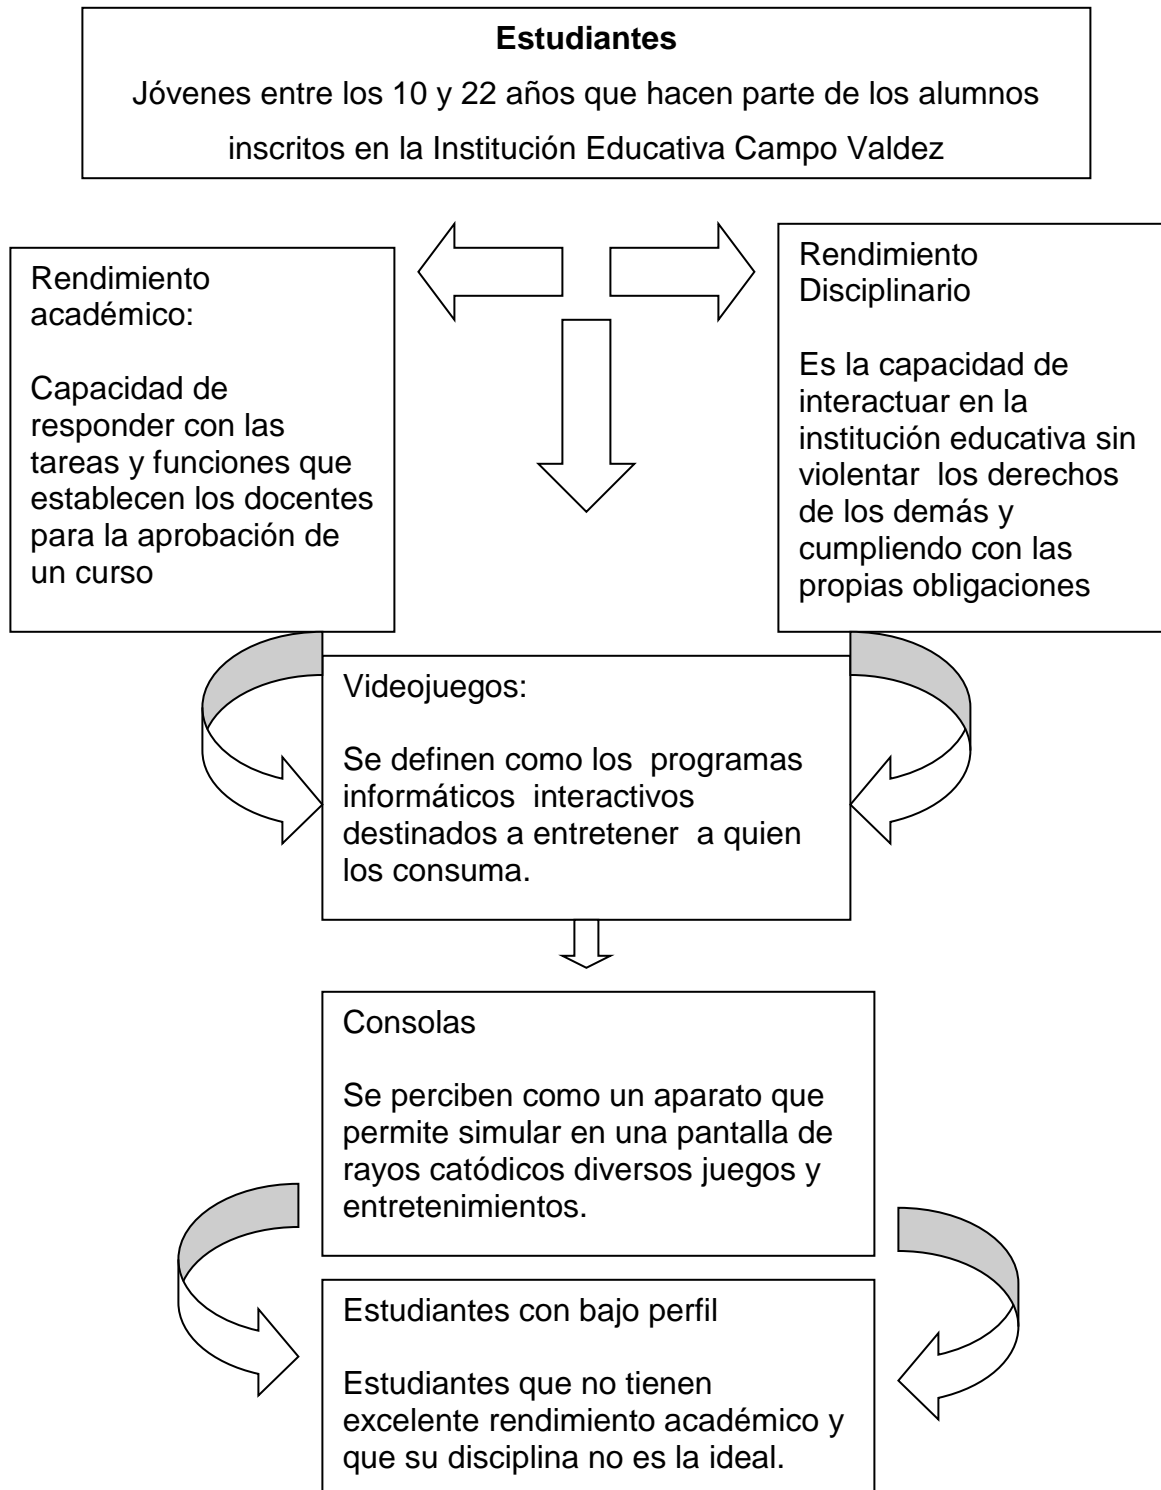 Estudiantes
Jóvenes entre los 10 y 22 años que hacen parte de los alumnos
inscritos en la Institución Educativa Campo Valdez
Rendimiento
académico:
Capacidad de
responder con las
tareas y funciones que
establecen los docentes
para la aprobación de
un curso
Rendimiento
Disciplinario
Es la capacidad de
interactuar en la
institución educativa sin
violentar  los derechos
de los demás y
cumpliendo con las
propias obligaciones
Videojuegos:
Se definen como los  programas
informáticos  interactivos
destinados a entretener  a quien
los consuma.
Consolas
Se perciben como un aparato que
permite simular en una pantalla de
rayos catódicos diversos juegos y
entretenimientos.
Estudiantes con bajo perfil
Estudiantes que no tienen
excelente rendimiento académico y
que su disciplina no es la ideal.